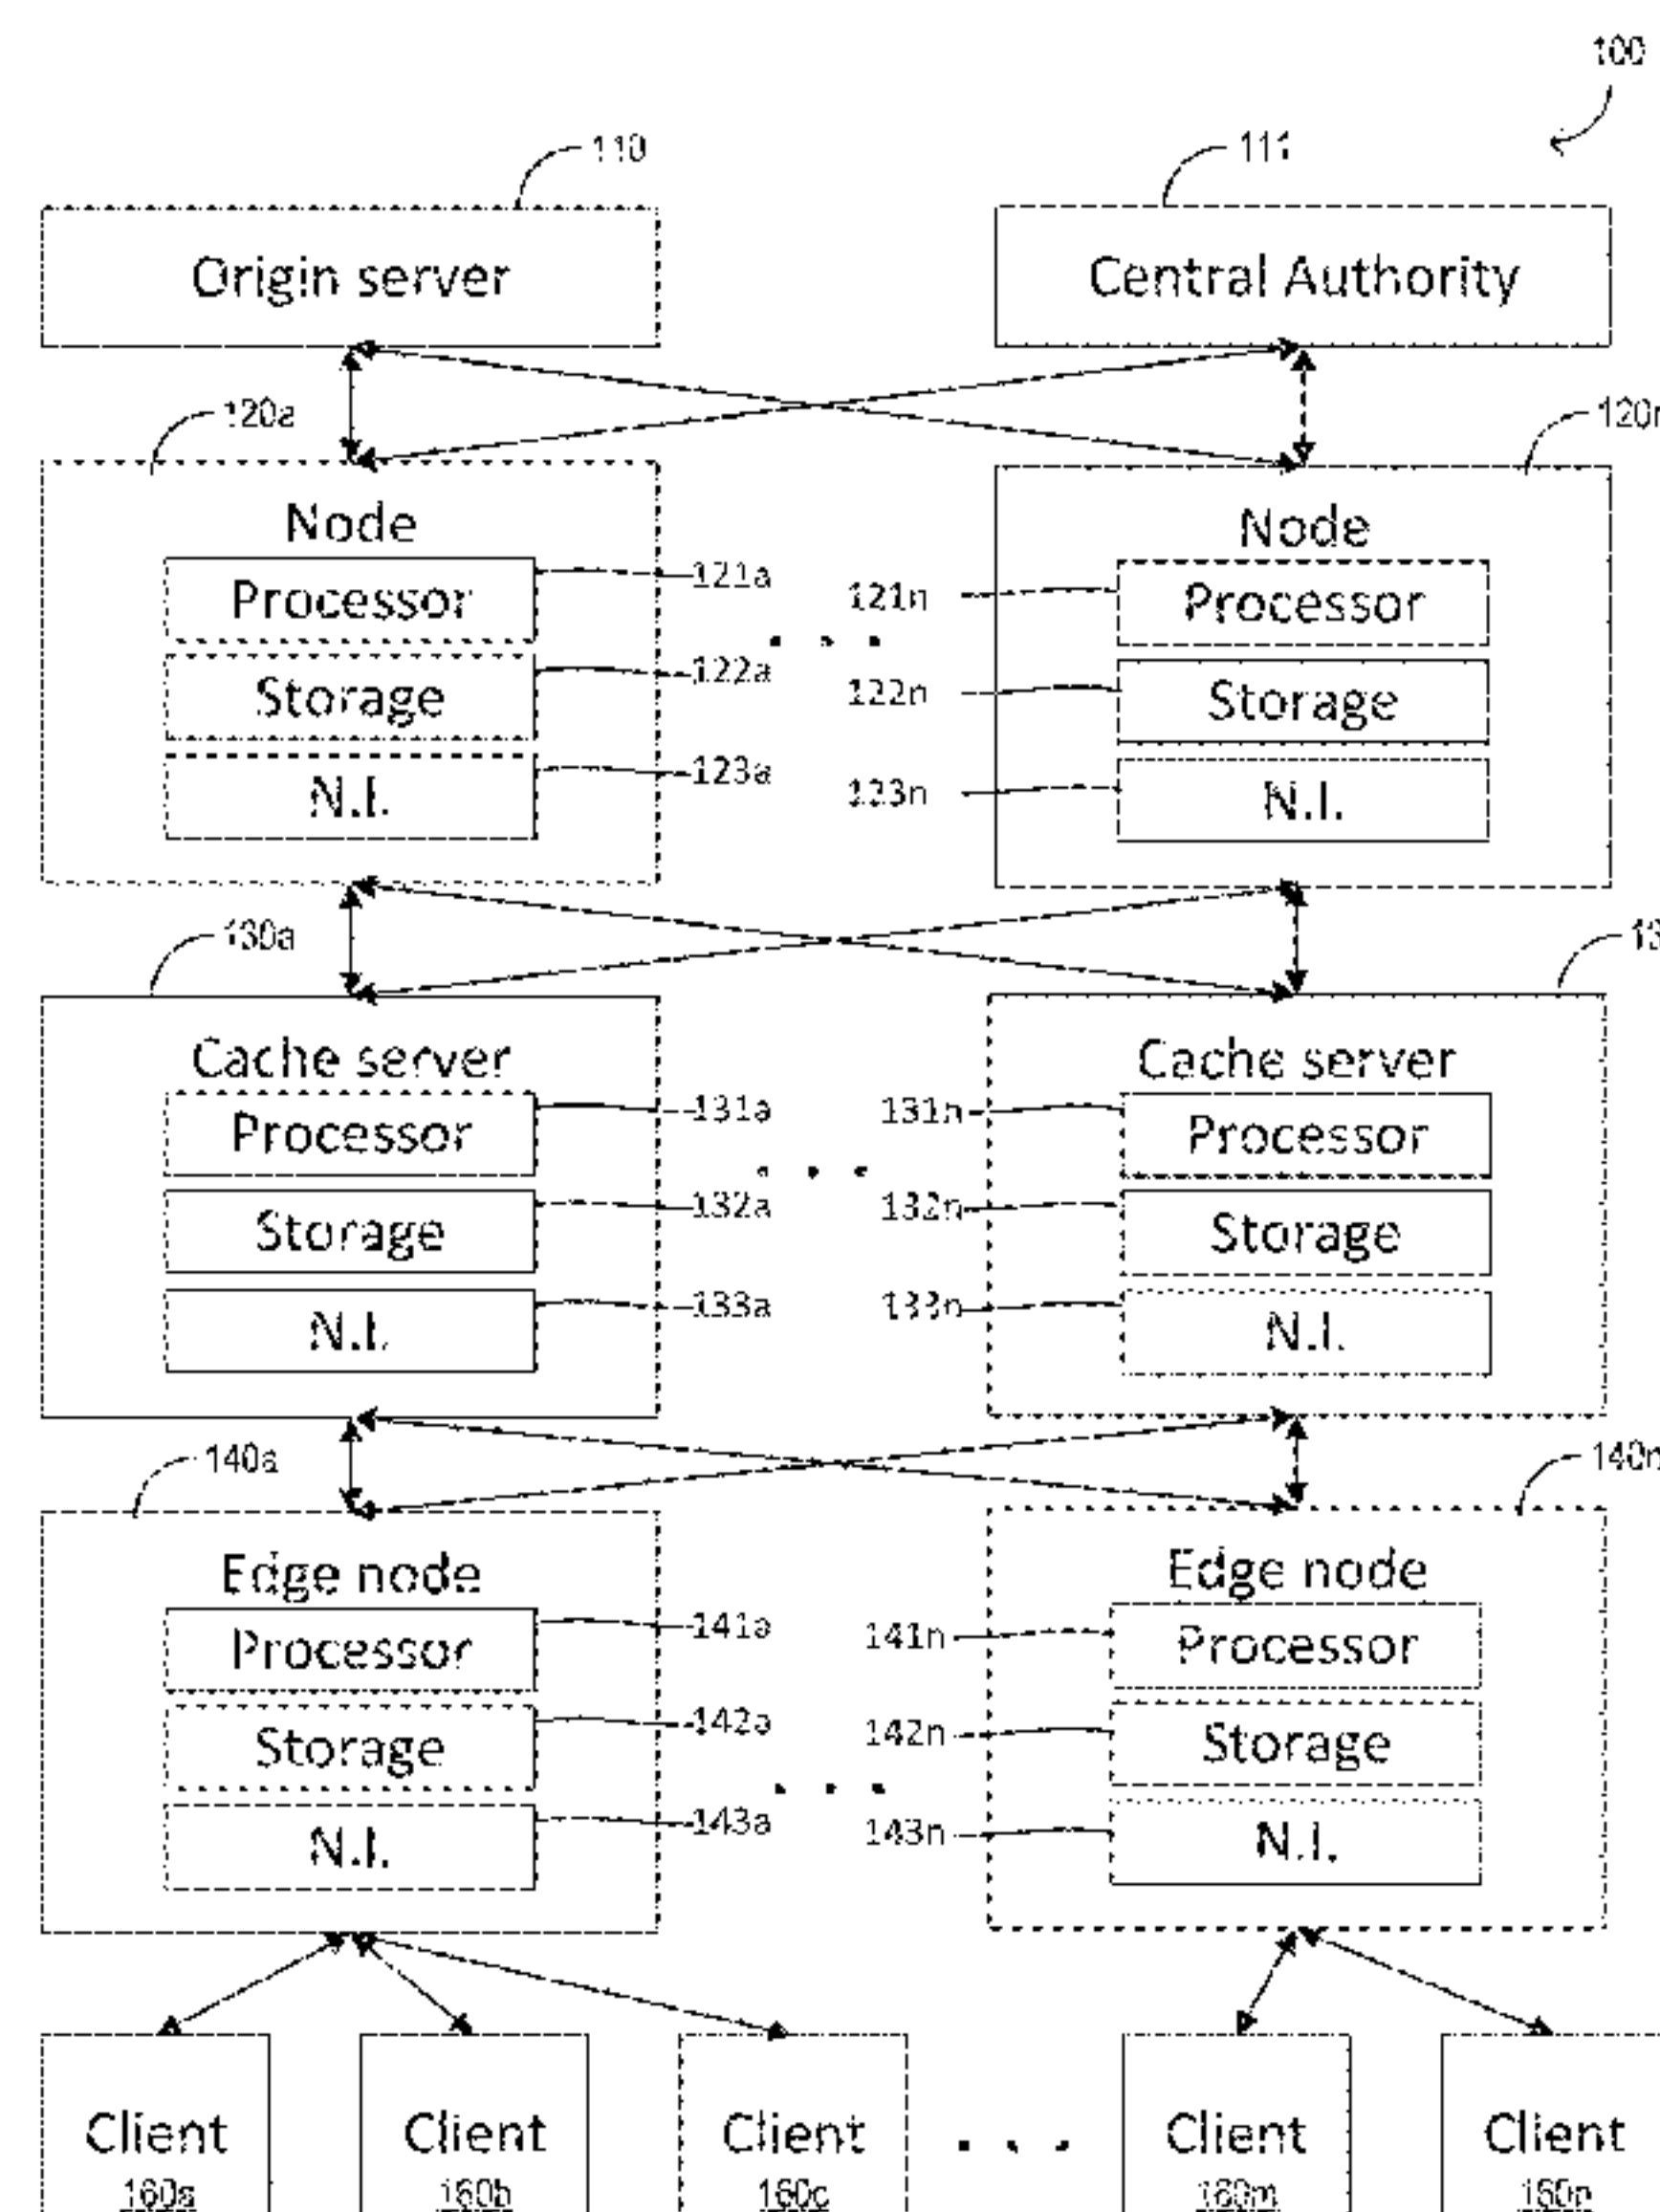 100
110
111
Origin server
Central Authority
120a
120n
Node
Node
Processor
121a
121n
Processor
Storage
122a
122n
Storage
N.I.
123a
123n
N.I.
130a
Cache server
Cache server
Processor
131a
131n
Processor
Storage
132a
132n
Storage
N.I.
133a
133n
N.I.
140a
140n
Edge node
Edge node
Processor
141a
141n
Processor
Storage
142a
142n
Storage
N.I.
143a
143n
N.I.
Client
Client
Client
Client
Client
160a
160b
160c
160m
160n